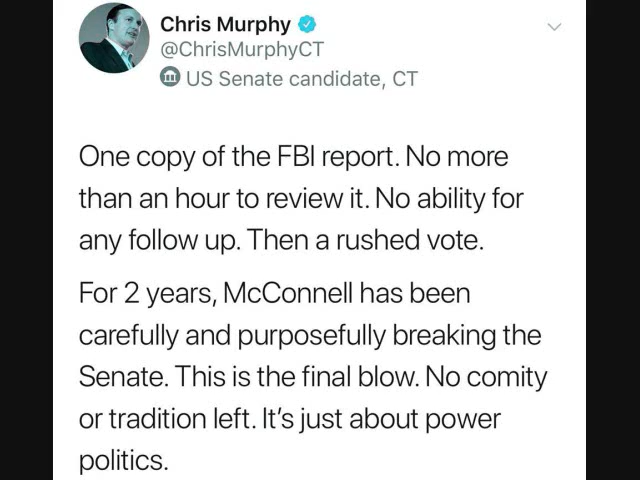 Chris Murphy
@ChrisMurphyCT
US Senate candidate, CT
One copy of the FBI report. No more
than an hour to review it. No ability for
any follow up. Then a rushed vote.
For 2 years, McConnell has been
carefully and purposefully breaking the
Senate. This is the final blow. No comity
or tradition left. It’s just about power
politics.